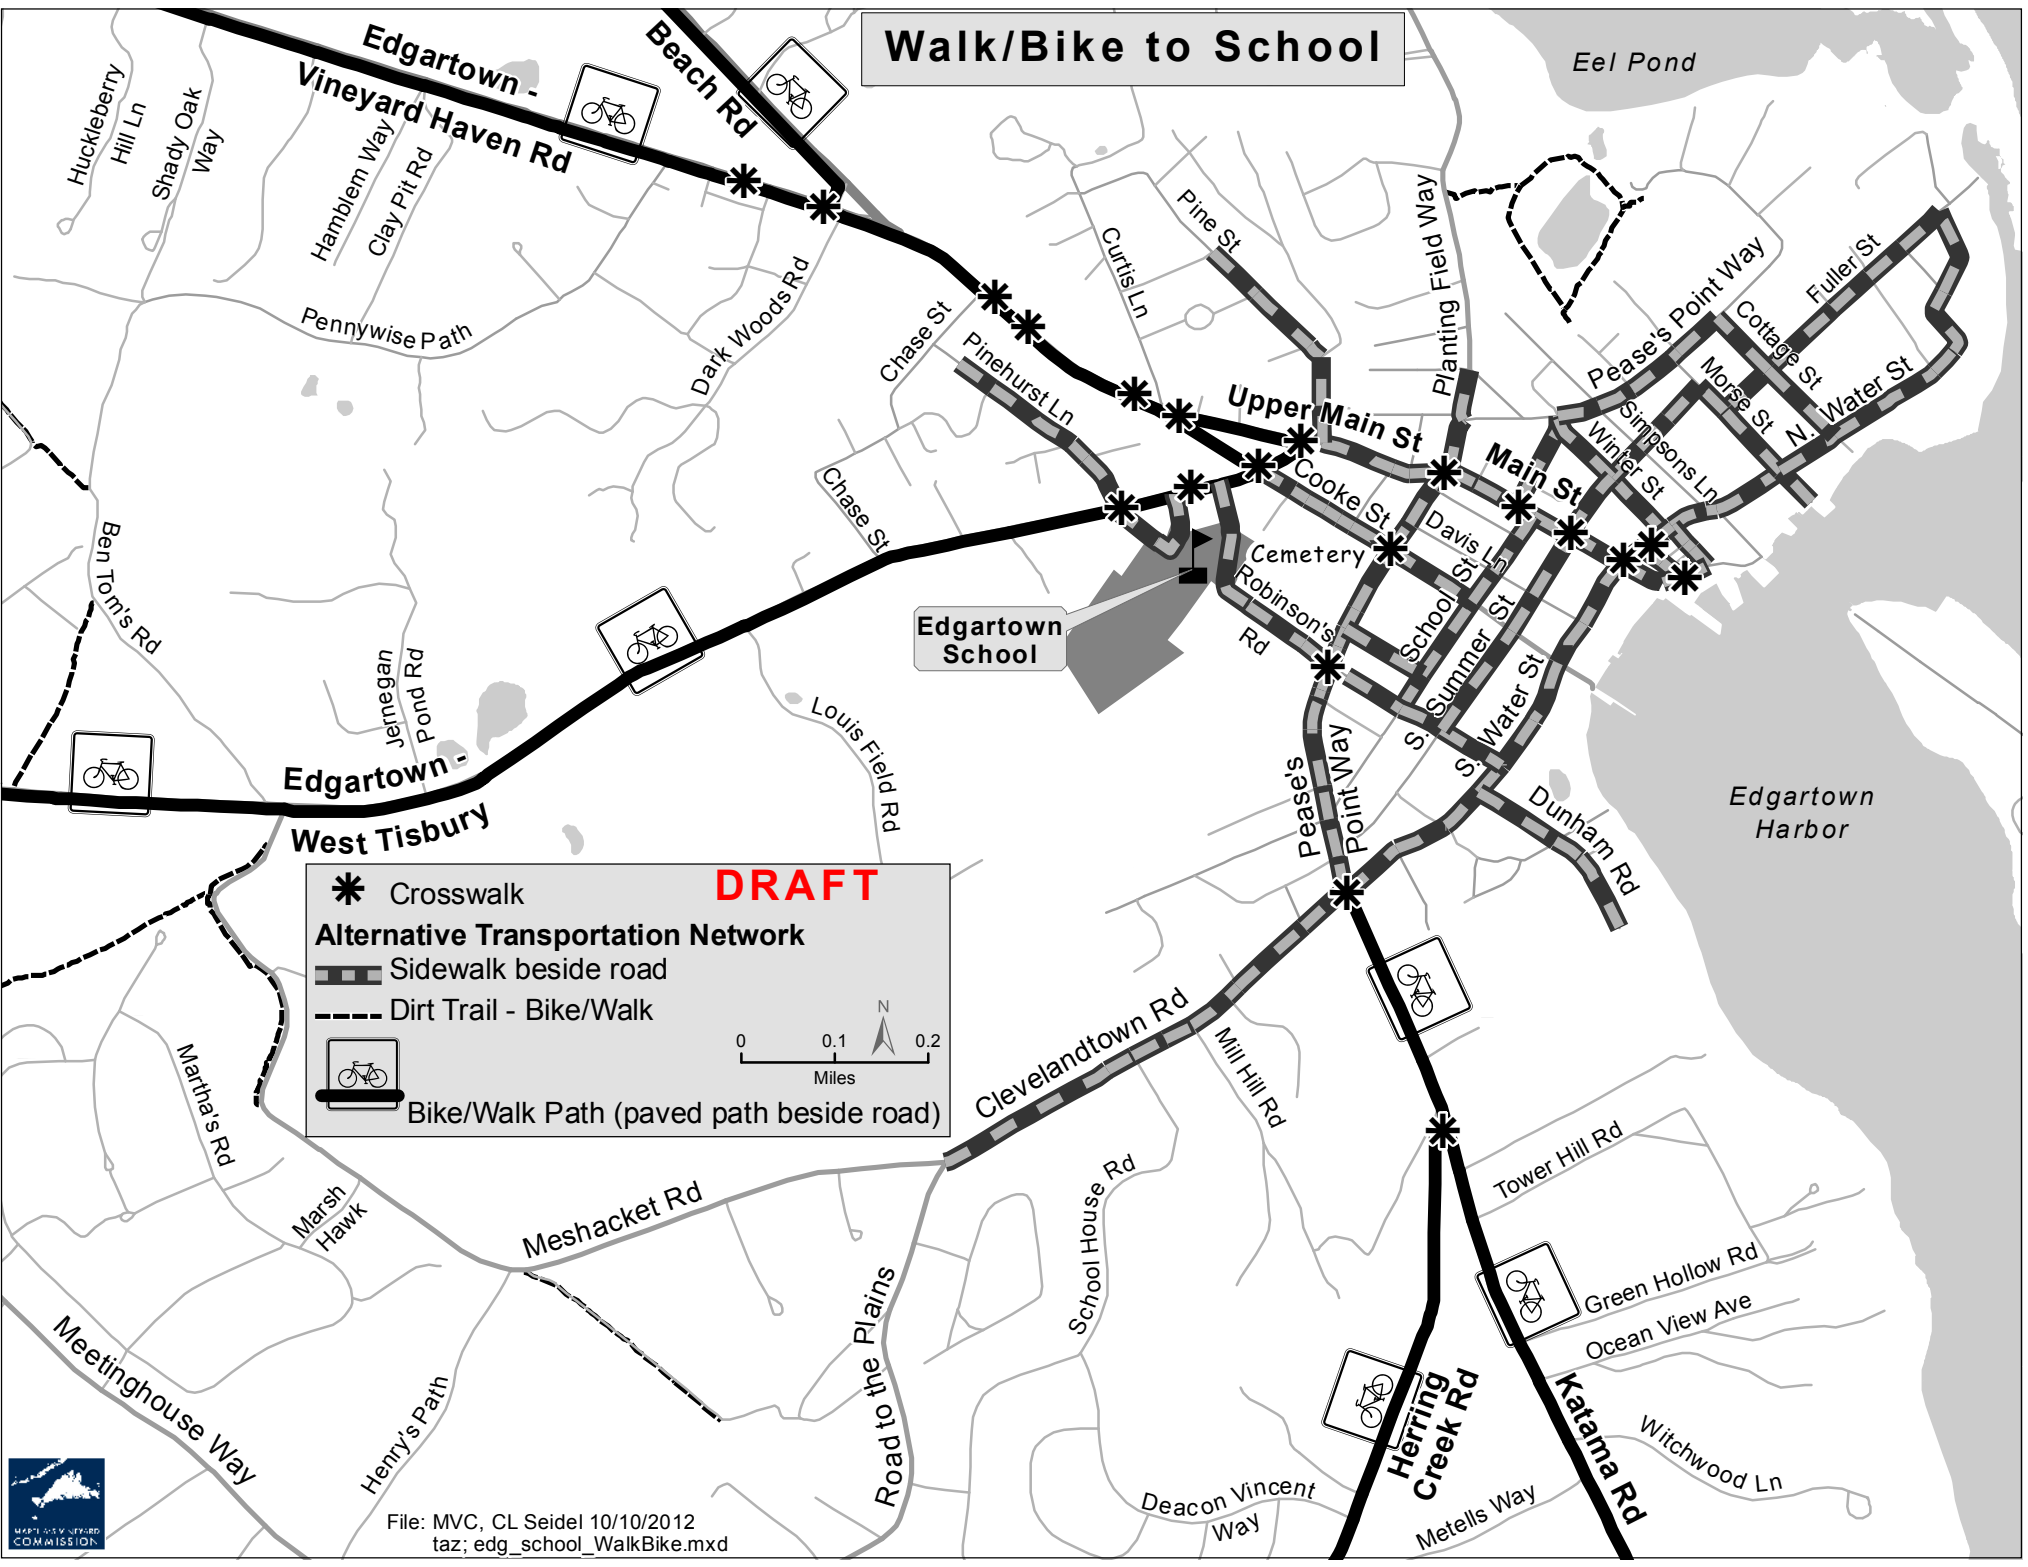 Walk/Bike to School
Eel Pond
Edgartown -
Vineyard Haven Rd
Beach Rd
Huckleberry
Hill Ln
Shady Oak
Way
Hamblem Way
Clay Pit Rd
Pennywise Path
Dark Woods Rd
Chase St
Pinehurst Ln
Curtis Ln
Pine St
Planting Field Way
Pease's Point Way
Fuller St
Cottage St
Morse St
N. Water St
Simpsons Ln
Winter St
Upper Main St
Main St
Cooke St
Davis Ln
Cemetery
Robinson's
Rd
School St
S. Summer St
S. Water St
Chase St
Edgartown
School
Ben Tom's Rd
Jernegan
Pond Rd
Louis Field Rd
Pease's
Point Way
Dunham Rd
Edgartown
Harbor
Edgartown -
West Tisbury
Crosswalk
DRAFT
Alternative Transportation Network
Sidewalk beside road
Dirt Trail - Bike/Walk
N
0 0.1 0.2
Miles
Bike/Walk Path (paved path beside road)
Clevelandtown Rd
Mill Hill Rd
Martha's Rd
Marsh
Hawk
Meshacket Rd
School House Rd
Tower Hill Rd
Green Hollow Rd
Ocean View Ave
Road to the Plains
Meetinghouse Way
Henry's Path
Herring
Creek Rd
Katama Rd
Witchwood Ln
Deacon Vincent
Way
Metells Way
MARTHA'S VINEYARD
COMMISSION
File: MVC, CL Seidel 10/10/2012
taz; edg_school_WalkBike.mxd